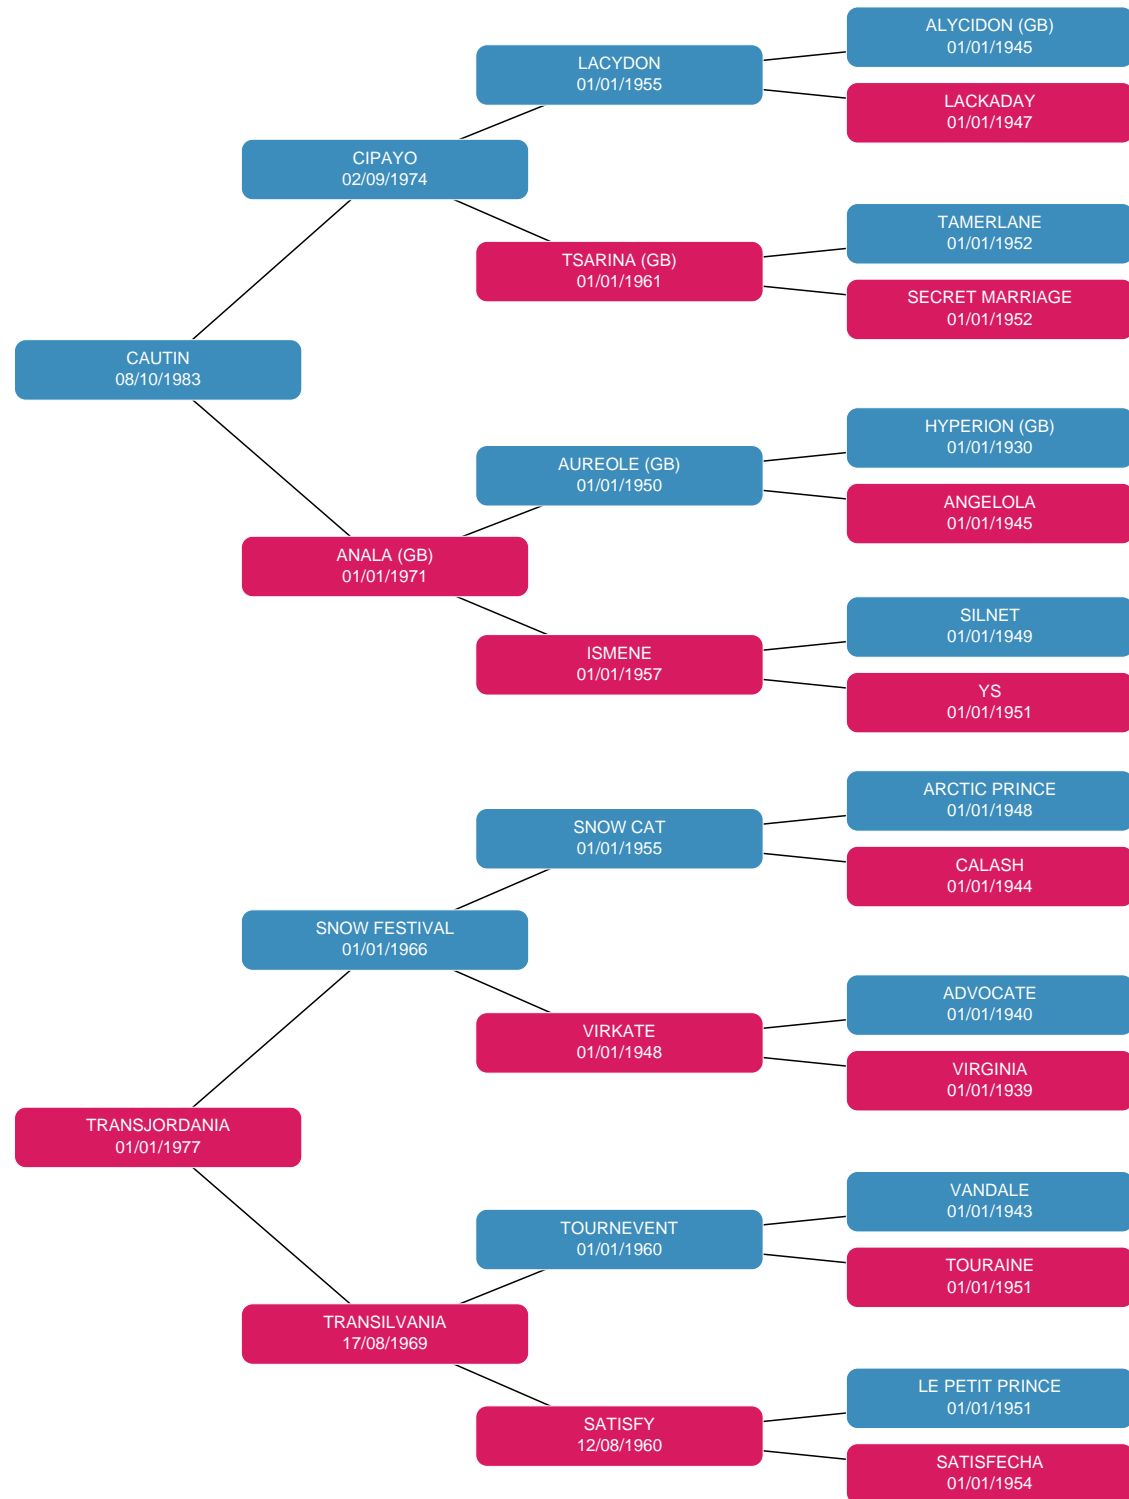 ALYCIDON (GB)
01/01/1945
LACYDON
01/01/1955
LACKADAY
01/01/1947
CIPAYO
02/09/1974
TAMERLANE
01/01/1952
TSARINA (GB)
01/01/1961
SECRET MARRIAGE
01/01/1952
CAUTIN
08/10/1983
HYPERION (GB)
01/01/1930
AUREOLE (GB)
01/01/1950
ANGELOLA
01/01/1945
ANALA (GB)
01/01/1971
SILNET
01/01/1949
ISMENE
01/01/1957
YS
01/01/1951
ARCTIC PRINCE
01/01/1948
SNOW CAT
01/01/1955
CALASH
01/01/1944
SNOW FESTIVAL
01/01/1966
ADVOCATE
01/01/1940
VIRKATE
01/01/1948
VIRGINIA
01/01/1939
TRANSJORDANIA
01/01/1977
VANDALE
01/01/1943
TOURNEVENT
01/01/1960
TOURAINE
01/01/1951
TRANSILVANIA
17/08/1969
LE PETIT PRINCE
01/01/1951
SATISFY
12/08/1960
SATISFECHA
01/01/1954